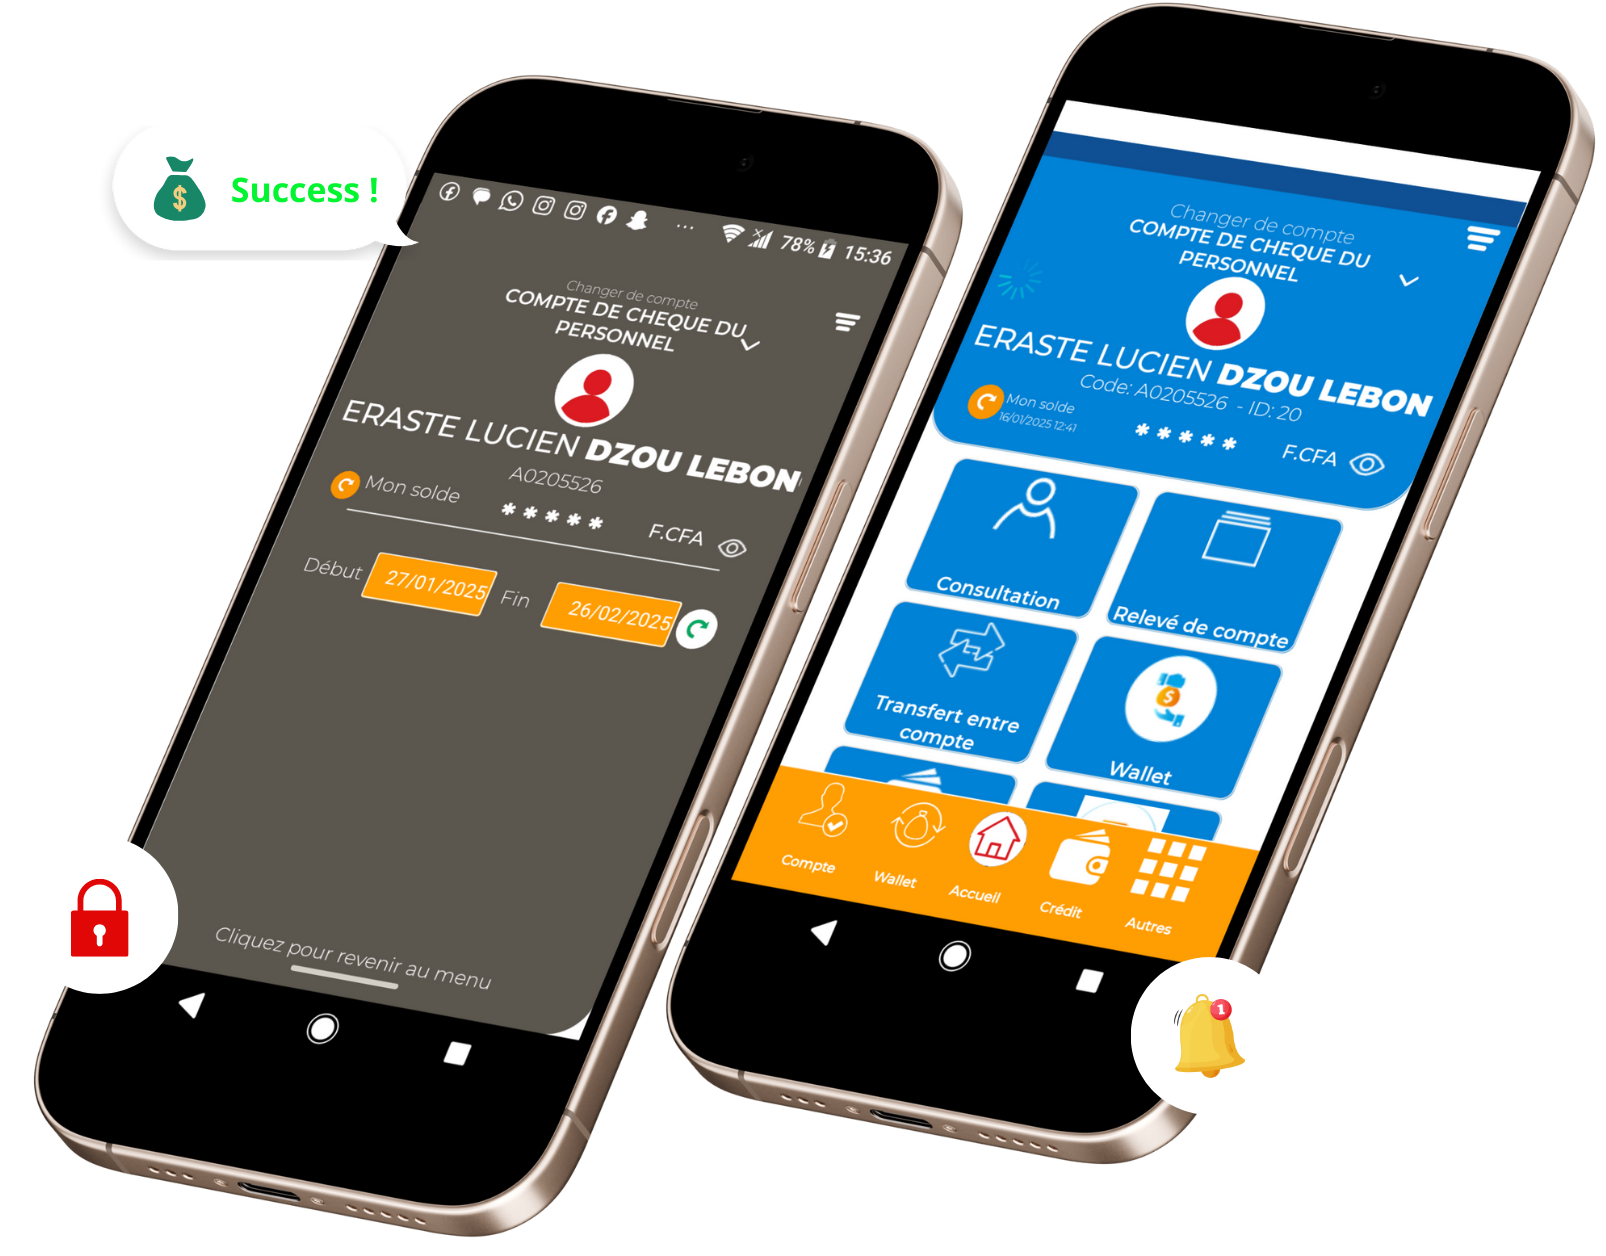 Success !
$
78% 15:36
Changer de compte
COMPTE DE CHEQUE DU
PERSONNEL
ERASTE LUCIEN DZOU LEBON
A0205526
Mon solde
***** F.CFA
Début 27/01/2025 Fin 26/02/2025
Cliquez pour revenir au menu
Changer de compte
COMPTE DE CHEQUE DU
PERSONNEL
ERASTE LUCIEN DZOU LEBON
Code: A0205526 - ID: 20
Mon solde
16/01/2025 12:41
***** F.CFA
Consultation
Relevé de compte
Transfert entre
compte
$
Wallet
Compte
Wallet
Accueil
Crédit
Autres
1